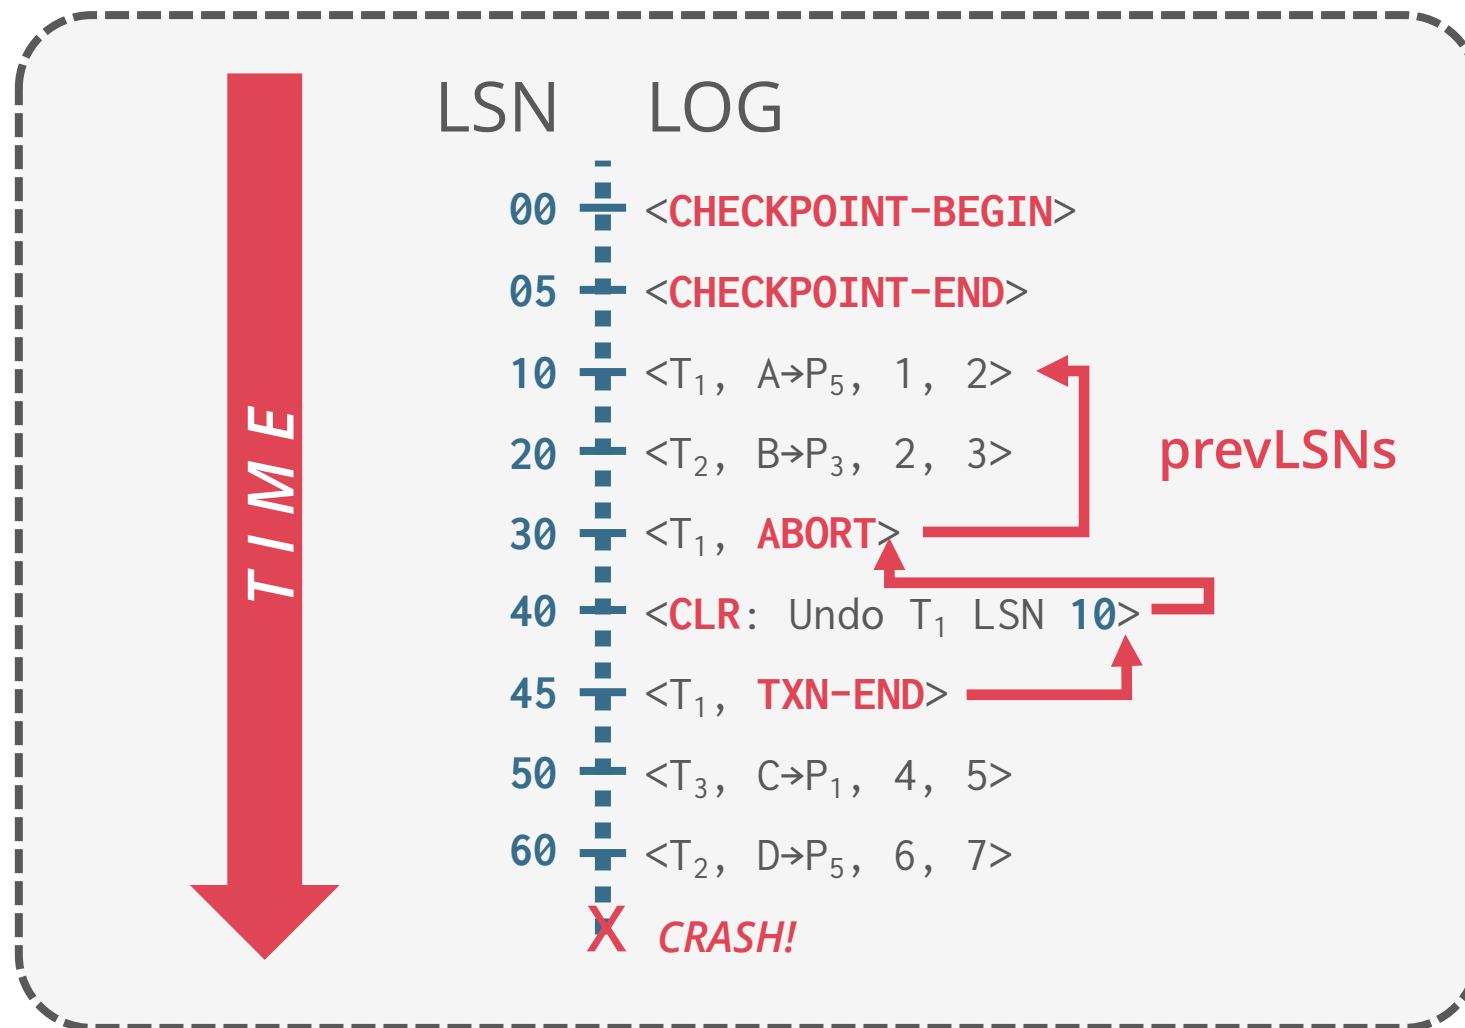 LSN LOG
00 <CHECKPOINT-BEGIN>
05 <CHECKPOINT-END>
10 <T₁, A→P₅, 1, 2>
20 <T₂, B→P₃, 2, 3>
prevLSNs
30 <T₁, ABORT>
40 <CLR: Undo T₁ LSN 10>
45 <T₁, TXN-END>
50 <T₃, C→P₁, 4, 5>
60 <T₂, D→P₅, 6, 7>
X CRASH!
TIME